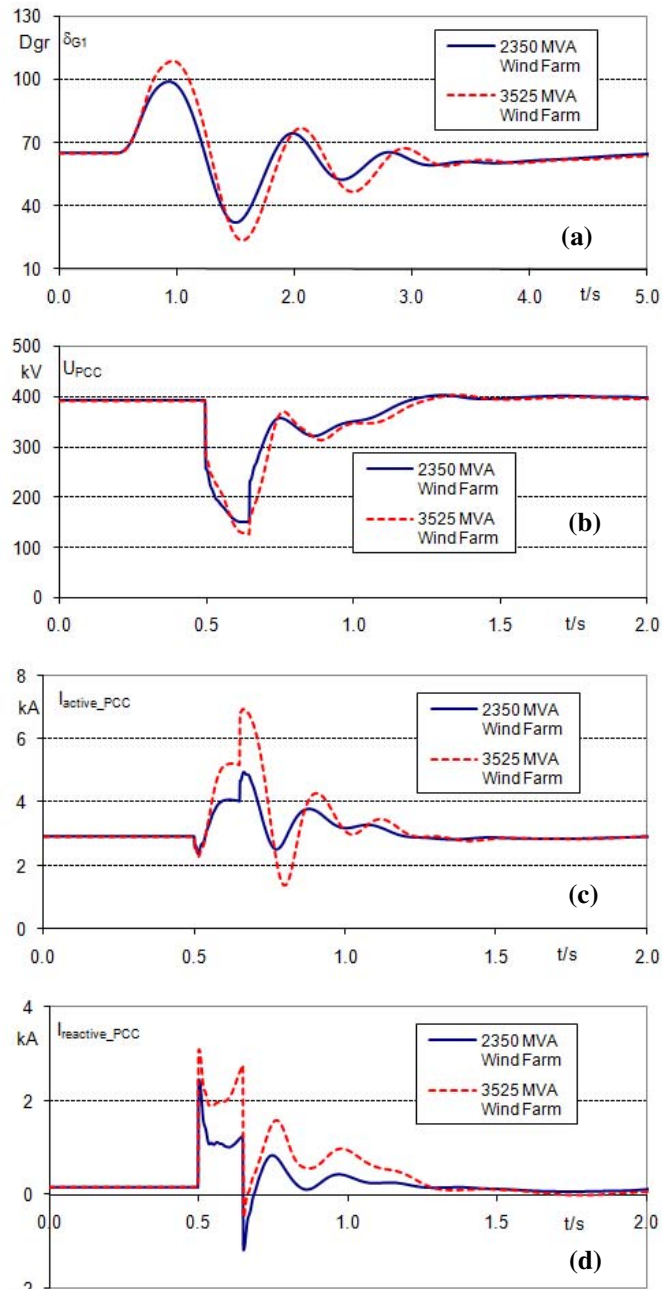 130
Dgr
δG1
2350 MVA
Wind Farm
3525 MVA
Wind Farm
100
70
40
10
(a)
0.0 1.0 2.0 3.0 4.0 t/s 5.0
500
kV
UPCC
400
300
200
100
0
2350 MVA
Wind Farm
3525 MVA
Wind Farm
(b)
0.0 0.5 1.0 1.5 t/s 2.0
8
kA
Iactive_PCC
6
4
2
0
2350 MVA
Wind Farm
3525 MVA
Wind Farm
(c)
0.0 0.5 1.0 1.5 t/s 2.0
4
kA
Ireactive_PCC
2
0
2350 MVA
Wind Farm
3525 MVA
Wind Farm
0.0 0.5 1.0 1.5 t/s 2.0
(d)